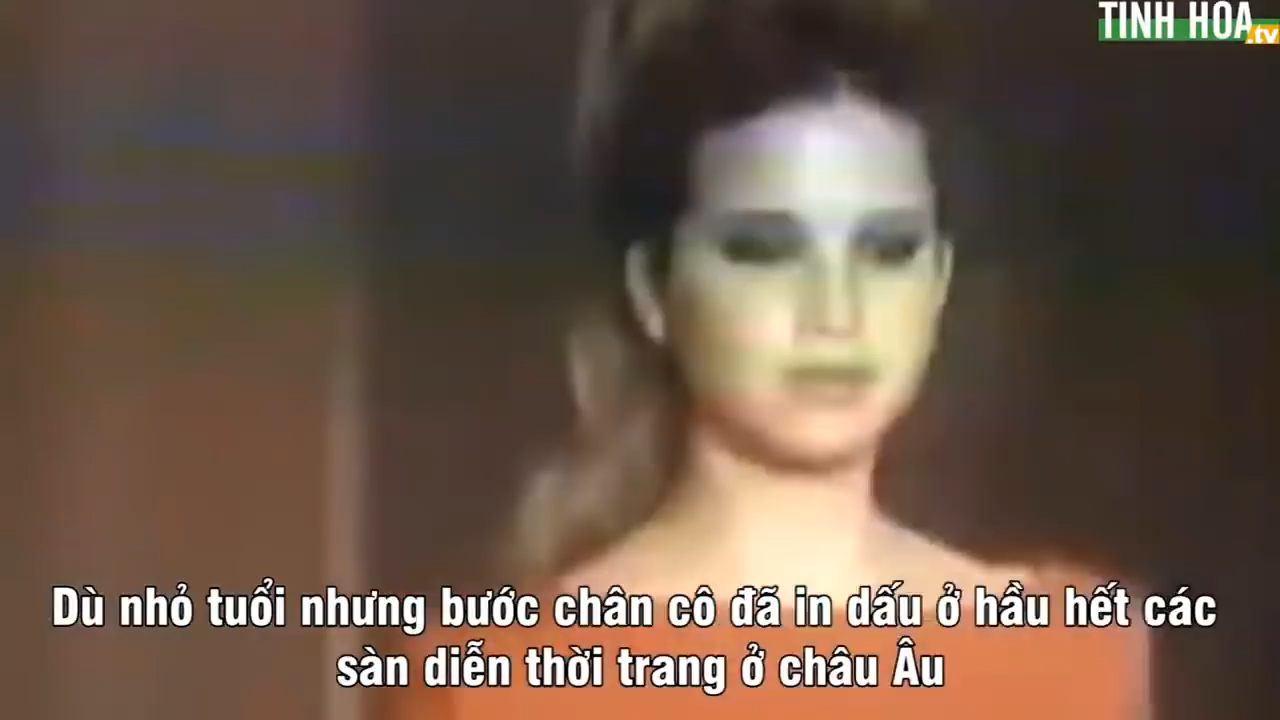 TINH HOA
.tv
Dù nhỏ tuổi nhưng bước chân cô đã in dấu ở hầu hết các
sàn diễn thời trang ở châu Âu